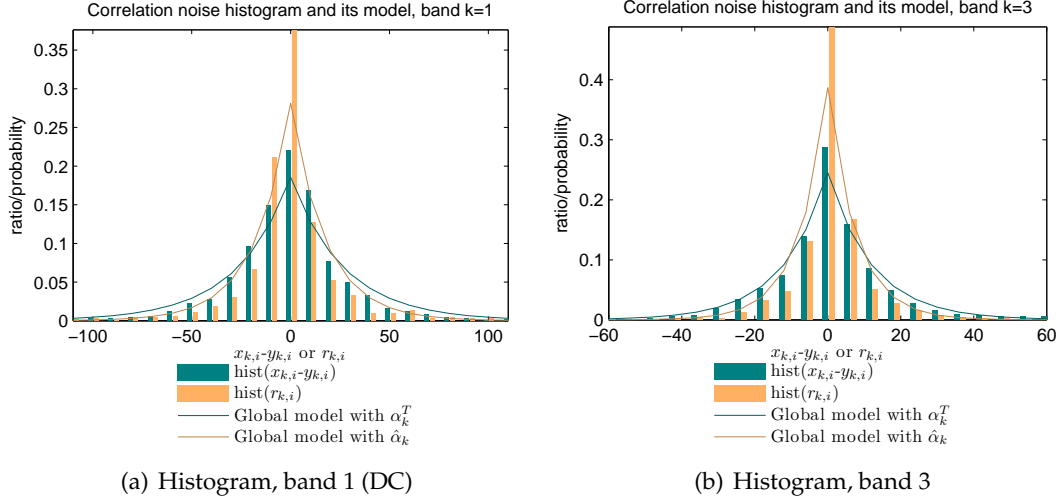 Correlation noise histogram and its model, band k=1
0.35
0.3
0.25
0.2
0.15
0.1
0.05
0
ratio/probability
−100 −50 0 50 100
x_{k,i}-y_{k,i} or r_{k,i}
hist(x_{k,i}-y_{k,i})
hist(r_{k,i})
Global model with α_k^T
Global model with α̂_k
(a) Histogram, band 1 (DC)
Correlation noise histogram and its model, band k=3
0.4
0.3
0.2
0.1
0
ratio/probability
−60 −40 −20 0 20 40 60
x_{k,i}-y_{k,i} or r_{k,i}
hist(x_{k,i}-y_{k,i})
hist(r_{k,i})
Global model with α_k^T
Global model with α̂_k
(b) Histogram, band 3